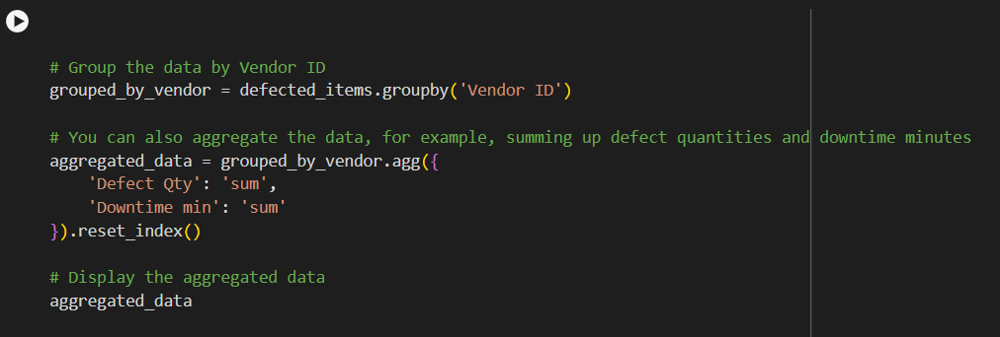 # Group the data by Vendor ID
grouped_by_vendor = defected_items.groupby('Vendor ID')
# You can also aggregate the data, for example, summing up defect quantities and downtime minutes
aggregated_data = grouped_by_vendor.agg({
    'Defect Qty': 'sum',
    'Downtime min': 'sum'
}).reset_index()
# Display the aggregated data
aggregated_data